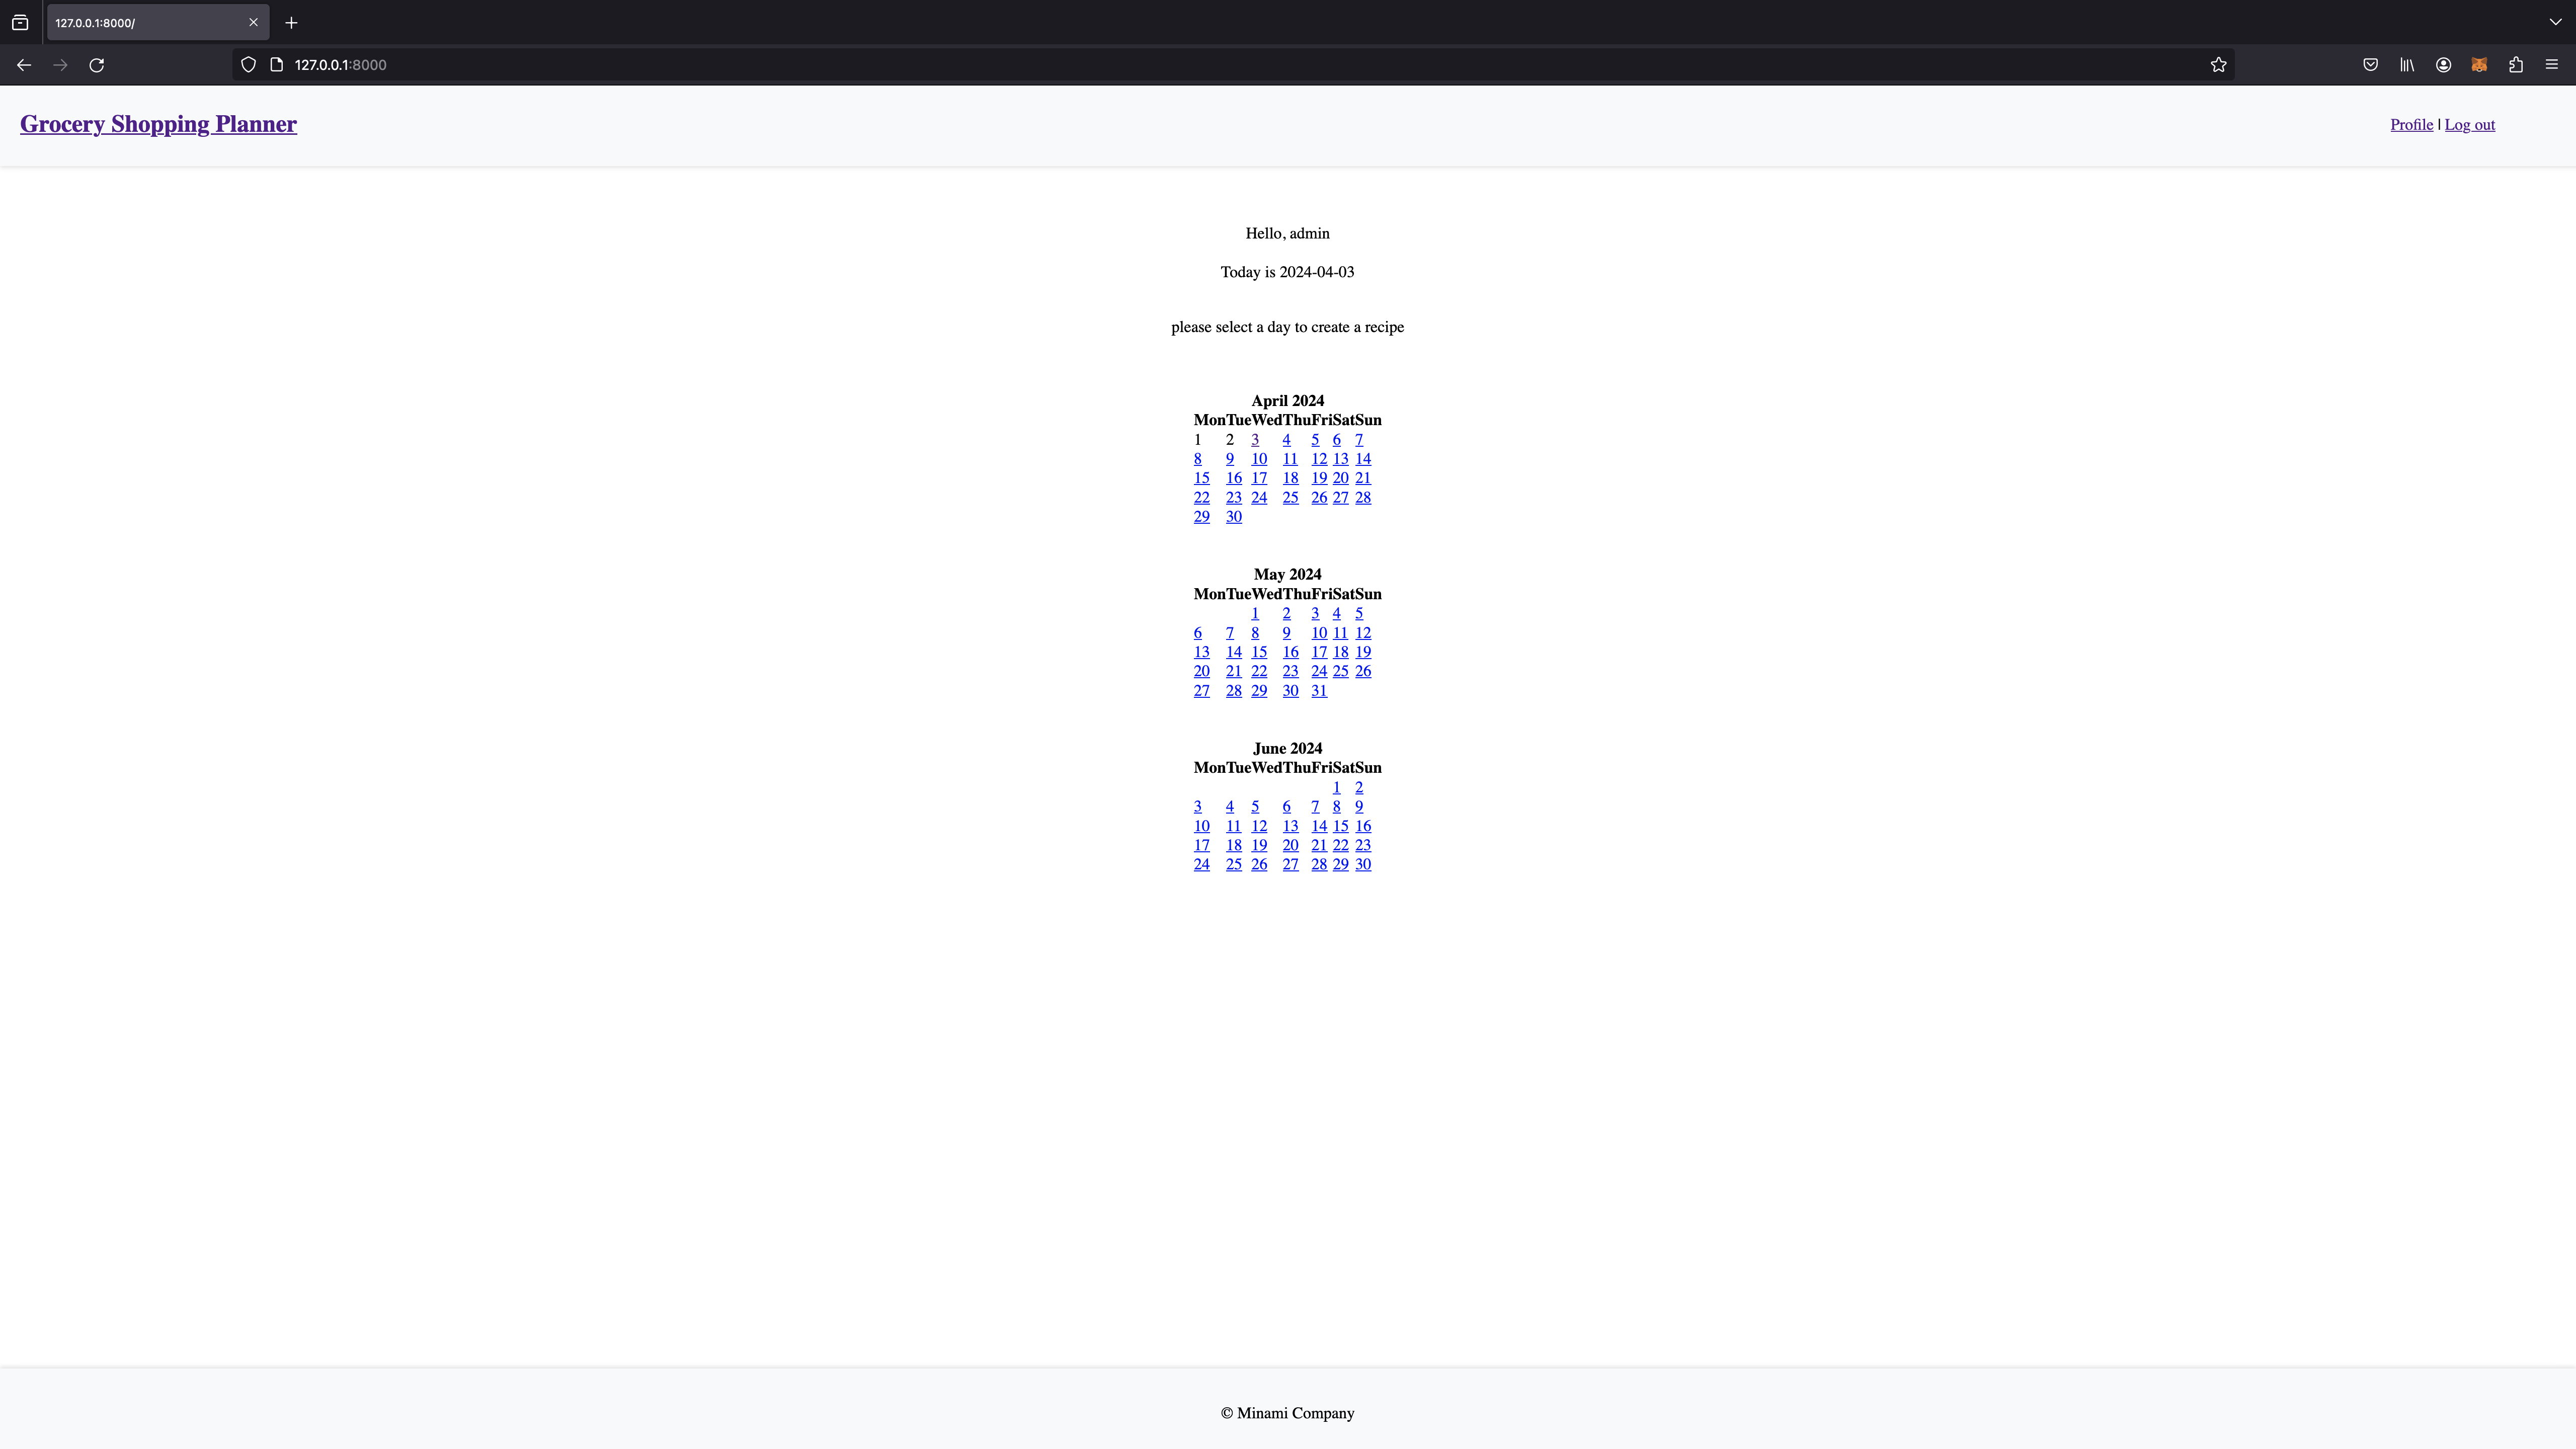 127.0.0.1:8000/
127.0.0.1:8000
Grocery Shopping Planner
Profile | Log out
Hello, admin
Today is 2024-04-03
please select a day to create a recipe
April 2024
Mon Tue Wed Thu Fri Sat Sun
1 2 3 4 5 6 7
8 9 10 11 12 13 14
15 16 17 18 19 20 21
22 23 24 25 26 27 28
29 30
May 2024
Mon Tue Wed Thu Fri Sat Sun
1 2 3 4 5
6 7 8 9 10 11 12
13 14 15 16 17 18 19
20 21 22 23 24 25 26
27 28 29 30 31
June 2024
Mon Tue Wed Thu Fri Sat Sun
1 2
3 4 5 6 7 8 9
10 11 12 13 14 15 16
17 18 19 20 21 22 23
24 25 26 27 28 29 30
© Minami Company